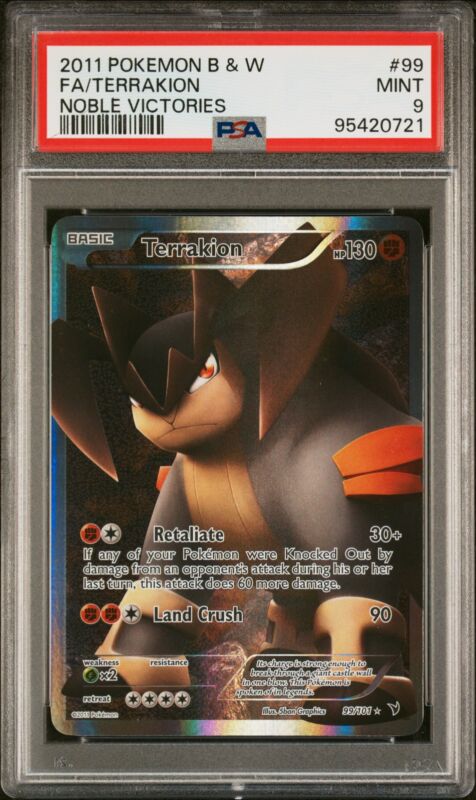 2011 POKEMON B & W #99
FA/TERRAKION MINT
NOBLE VICTORIES 9
PSA 95420721
BASIC Terrakion HP130
Retaliate 30+
If any of your Pokémon were Knocked Out by
damage from an opponent's attack during his or her
last turn, this attack does 60 more damage.
Land Crush 90
weakness resistance
×2
retreat
Its charge is strong enough to
break through a giant castle wall
in one blow. This Pokémon is
spoken of in legends.
©2011 Pokémon Illus. 5ban Graphics 99/101 ★